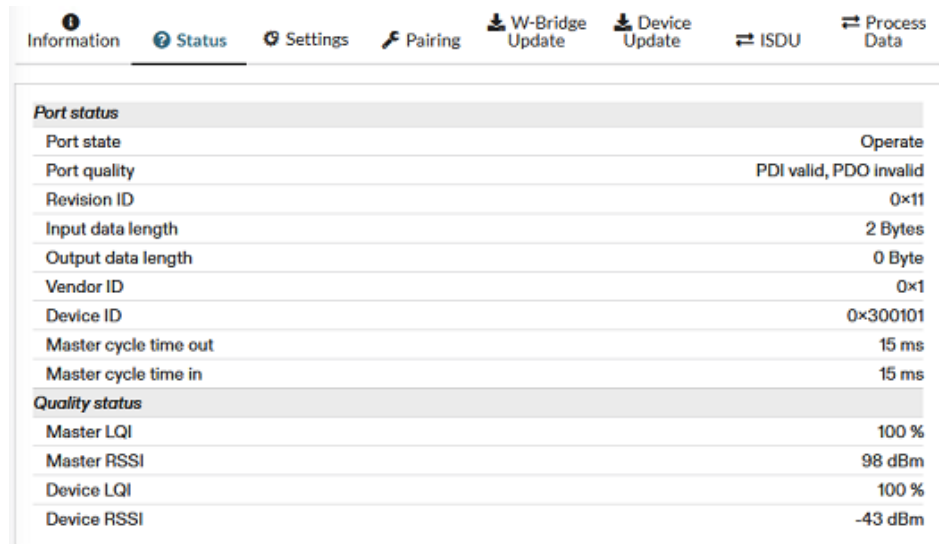 Information
Status
Settings
Pairing
W-Bridge
Update
Device
Update
ISDU
Process
Data
Port status
Port state Operate
Port quality PDI valid, PDO invalid
Revision ID 0×11
Input data length 2 Bytes
Output data length 0 Byte
Vendor ID 0×1
Device ID 0×300101
Master cycle time out 15 ms
Master cycle time in 15 ms
Quality status
Master LQI 100 %
Master RSSI 98 dBm
Device LQI 100 %
Device RSSI -43 dBm